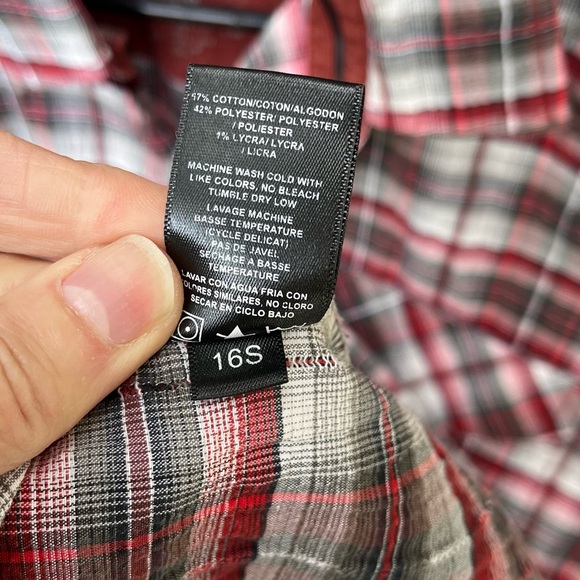 17% COTTON/COTON/ALGODON
42% POLYESTER/ POLYESTER
/ POLIESTER
1% LYCRA/ LYCRA
/ LICRA
MACHINE WASH COLD WITH
LIKE COLORS, NO BLEACH
TUMBLE DRY LOW
LAVAGE MACHINE
BASSE TEMPERATURE
(CYCLE DELICAT)
PAS DE JAVEL
SECHAGE A BASSE
TEMPERATURE
LAVAR CON AGUA FRIA CON
COLORES SIMILARES, NO CLORO
SECAR EN CICLO BAJO
16S